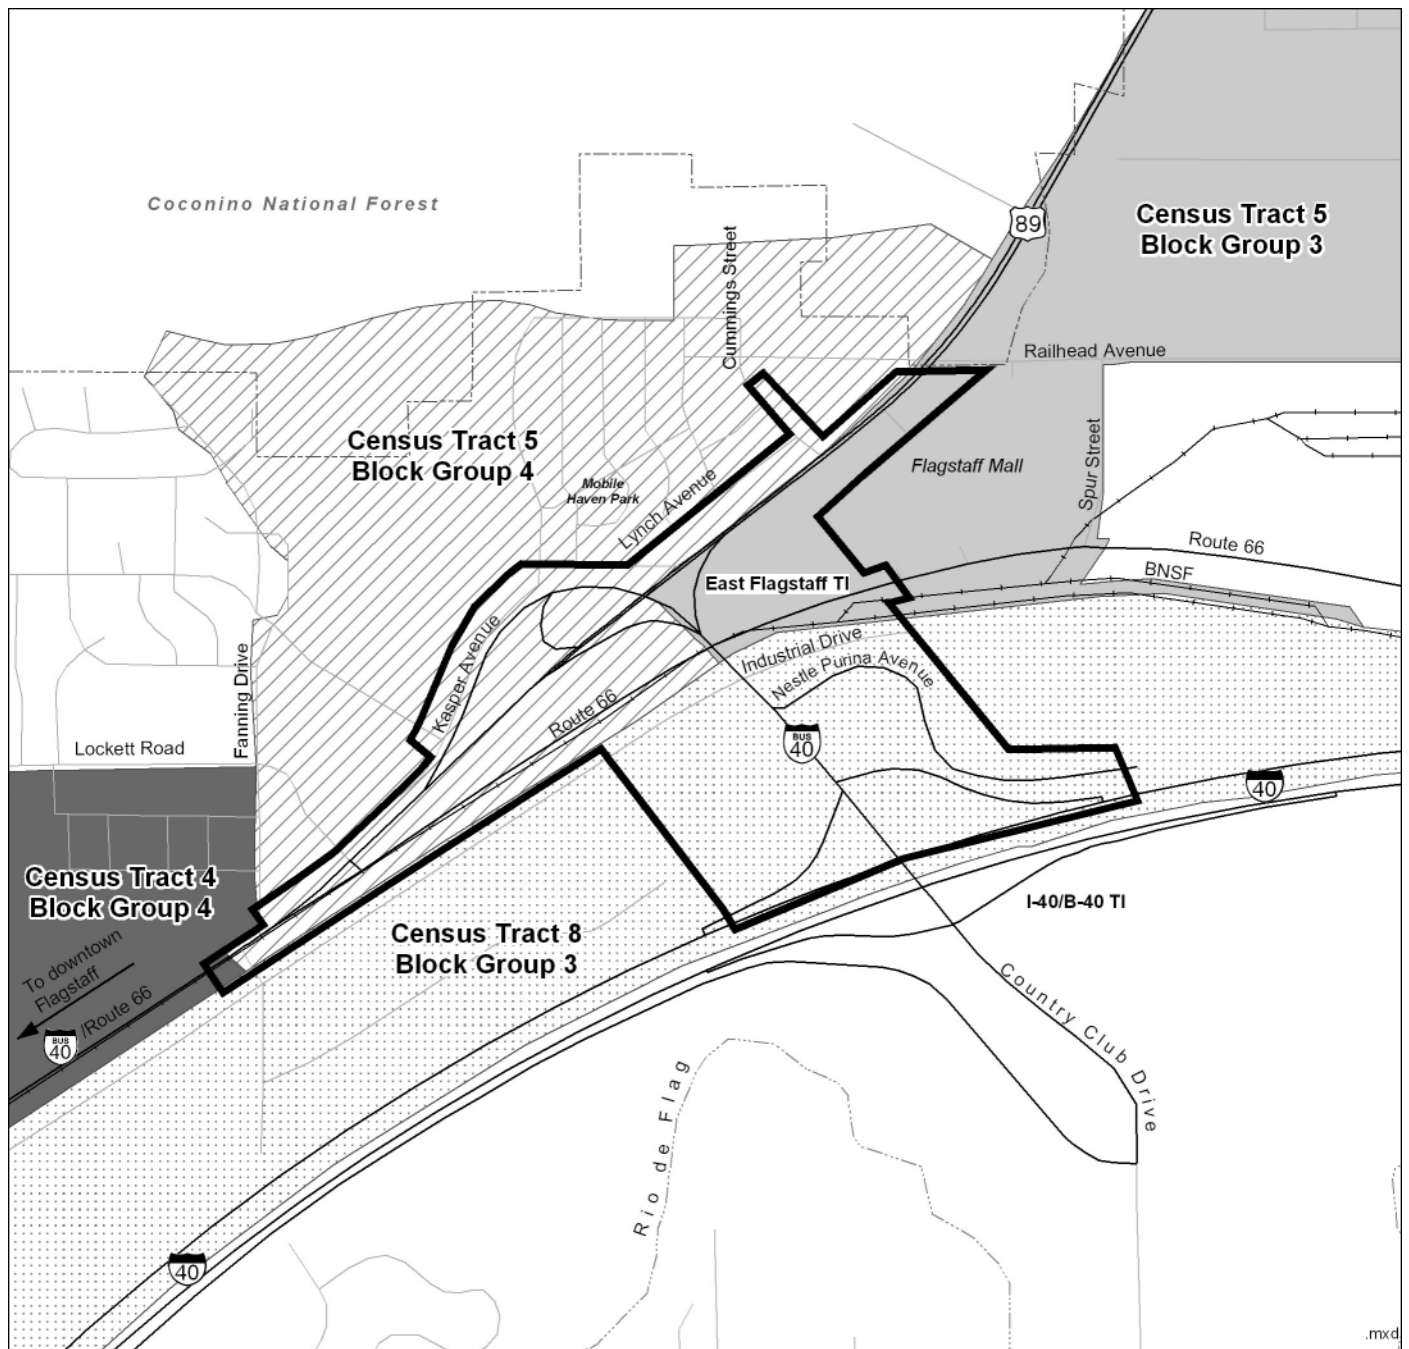 Coconino National Forest
89
Census Tract 5
Block Group 3
Cummings Street
Railhead Avenue
Census Tract 5
Block Group 4
Mobile
Haven Park
Lynch Avenue
Flagstaff Mall
Spur Street
Route 66
BNSF
East Flagstaff TI
Kasper Avenue
Fanning Drive
Industrial Drive
Nestle Purina Avenue
Route 66
Lockett Road
BUS
40
40
Census Tract 4
Block Group 4
I-40/B-40 TI
Census Tract 8
Block Group 3
To downtown
Flagstaff
BUS
40
/Route 66
Country Club Drive
Rio de Flag
40
.mxd